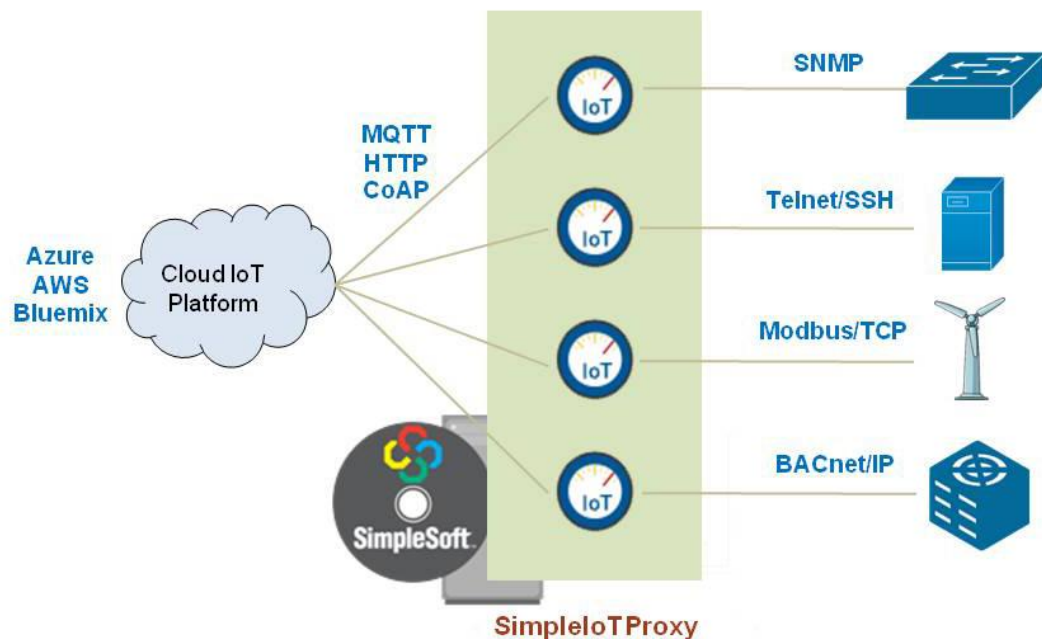 SNMP
IoT
MQTT
HTTP
CoAP
Telnet/SSH
IoT
Azure
AWS
Bluemix
Cloud IoT
Platform
Modbus/TCP
IoT
BACnet/IP
IoT
SimpleSoft™
SimpleIoTProxy